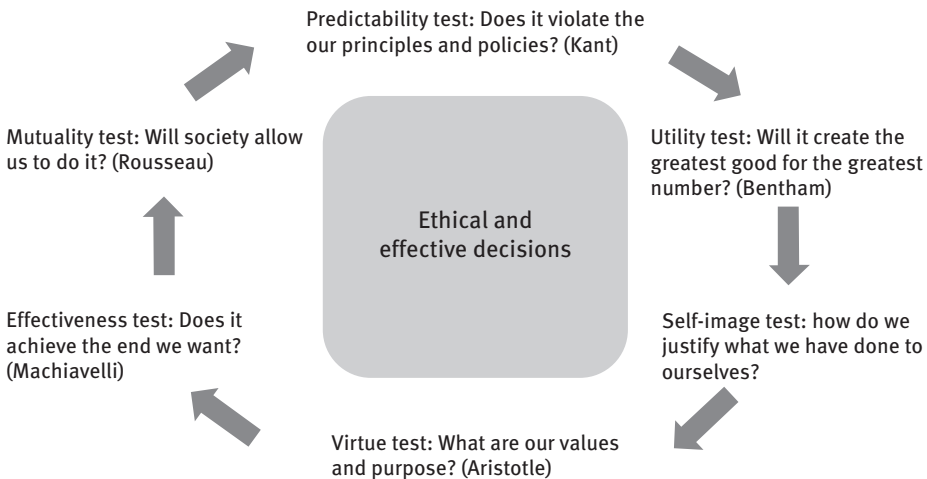 Predictability test: Does it violate the
our principles and policies? (Kant)
Utility test: Will it create the
greatest good for the greatest
number? (Bentham)
Self-image test: how do we
justify what we have done to
ourselves?
Virtue test: What are our values
and purpose? (Aristotle)
Effectiveness test: Does it
achieve the end we want?
(Machiavelli)
Mutuality test: Will society allow
us to do it? (Rousseau)
Ethical and
effective decisions